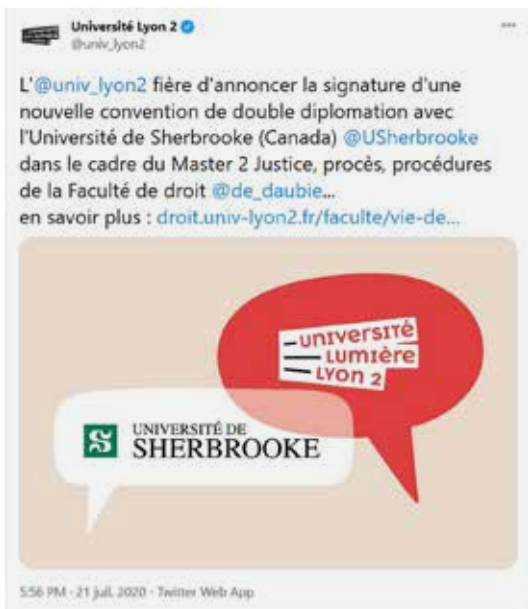 Université Lyon 2
@univ_lyon2
L'@univ_lyon2 fière d'annoncer la signature d'une
nouvelle convention de double diplomation avec
l'Université de Sherbrooke (Canada) @USherbrooke
dans le cadre du Master 2 Justice, procès, procédures
de la Faculté de droit @de_daubie...
en savoir plus : droit.univ-lyon2.fr/faculte/vie-de...
UNIVERSITÉ
LUMIÈRE
LYON 2
UNIVERSITÉ DE
SHERBROOKE
5:56 PM · 21 juil. 2020 · Twitter Web App